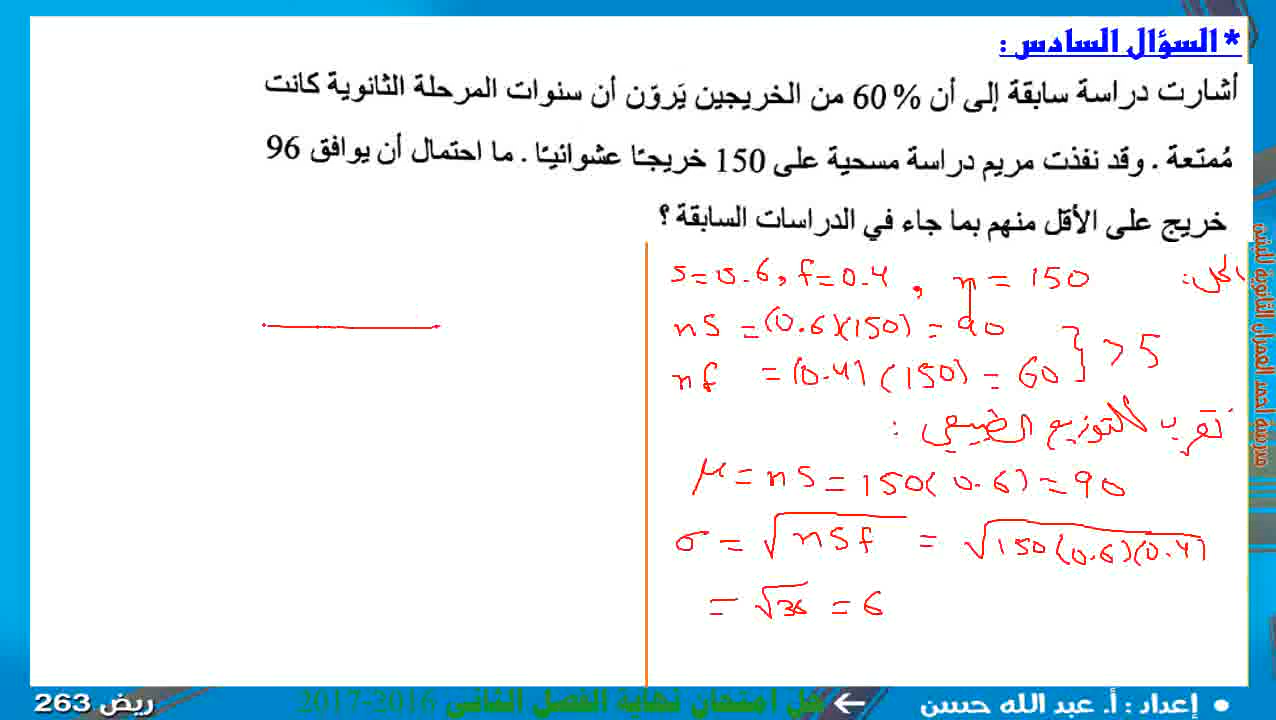 * السؤال السادس :
أشارت دراسة سابقة إلى أن 60% من الخريجين يَروّن أن سنوات المرحلة الثانوية كانت
مُمتعة . وقد نفذت مريم دراسة مسحية على 150 خريجـًا عشوائيـًا . ما احتمال أن يوافق 96
خريج على الأقل منهم بما جاء في الدراسات السابقة ؟
الحل:
S = 0.6, f = 0.4 , n = 150
nS = (0.6)(150) = 90
nf = (0.4)(150) = 60
} > 5
تقريب للتوزيع الطبيعي :
μ = nS = 150(0.6) = 90
σ = √nSf = √150(0.6)(0.4)
= √36 = 6
مدرسة أحمد العمران الثانوية للبنين
• إعداد : أ. عبد الله حسن ← حل امتحان نهاية الفصل الثاني 2016-2017 ريض 263